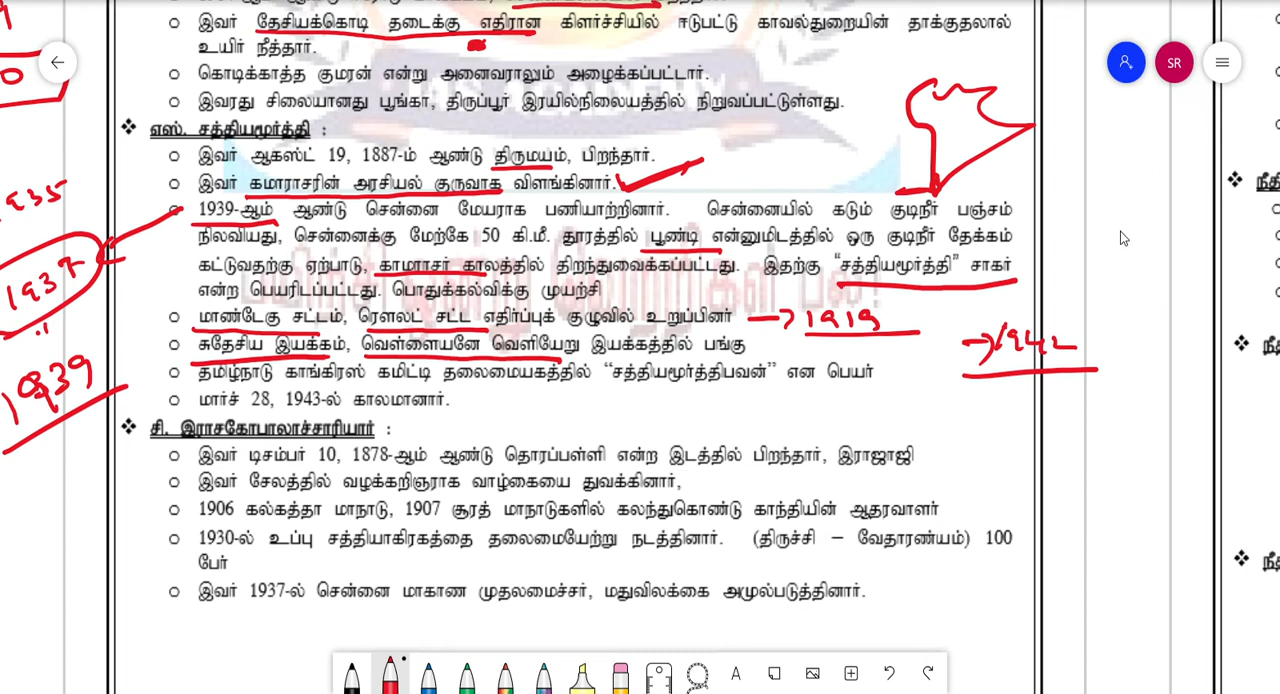 இவர் தேசியக்கொடி தடைக்கு எதிரான கிளர்ச்சியில் ஈடுபட்டு காவல்துறையின் தாக்குதலால்
உயிர் நீத்தார்.
கொடிக்காத்த குமரன் என்று அனைவராலும் அழைக்கப்பட்டார்.
இவரது சிலையானது பூங்கா, திருப்பூர் இரயில்நிலையத்தில் நிறுவப்பட்டுள்ளது.
SR
எஸ். சத்தியமூர்த்தி :
இவர் ஆகஸ்ட் 19, 1887-ம் ஆண்டு திருமயம், பிறந்தார்.
இவர் கமாராசரின் அரசியல் குருவாக விளங்கினார்.
1939-ஆம் ஆண்டு சென்னை மேயராக பணியாற்றினார். சென்னையில் கடும் குடிநீர் பஞ்சம்
நிலவியது, சென்னைக்கு மேற்கே 50 கி.மீ. தூரத்தில் பூண்டி என்னுமிடத்தில் ஒரு குடிநீர் தேக்கம்
கட்டுவதற்கு ஏற்பாடு, காமராசர் காலத்தில் திறந்துவைக்கப்பட்டது. இதற்கு "சத்தியமூர்த்தி" சாகர்
என்ற பெயரிடப்பட்டது. பொதுக்கல்விக்கு முயற்சி
மாண்டேகு சட்டம், ரௌலட் சட்ட எதிர்ப்புக் குழுவில் உறுப்பினர் → 1919
சுதேசிய இயக்கம், வெள்ளையனே வெளியேறு இயக்கத்தில் பங்கு → 1942
தமிழ்நாடு காங்கிரஸ் கமிட்டி தலைமையகத்தில் "சத்தியமூர்த்திபவன்" என பெயர்
மார்ச் 28, 1943-ல் காலமானார்.
1935
1937
1939
சி. இராசகோபாலாச்சாரியார் :
இவர் டிசம்பர் 10, 1878-ஆம் ஆண்டு தொரப்பள்ளி என்ற இடத்தில் பிறந்தார், இராஜாஜி
இவர் சேலத்தில் வழக்கறிஞராக வாழ்கையை துவக்கினார்,
1906 கல்கத்தா மாநாடு, 1907 சூரத் மாநாடுகளில் கலந்துகொண்டு காந்தியின் ஆதரவாளர்
1930-ல் உப்பு சத்தியாகிரகத்தை தலைமையேற்று நடத்தினார். (திருச்சி – வேதாரண்யம்) 100
பேர்
இவர் 1937-ல் சென்னை மாகாண முதலமைச்சர், மதுவிலக்கை அமுல்படுத்தினார்.